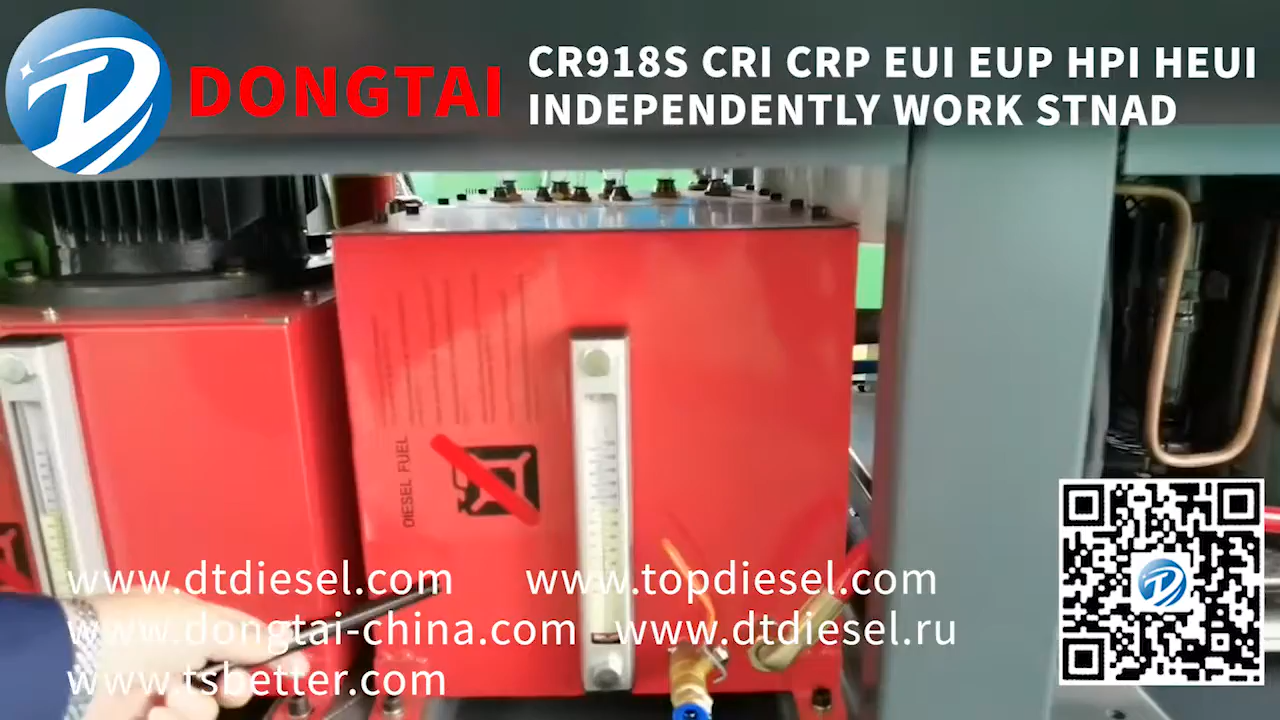 DONGTAI
CR918S CRI CRP EUI EUP HPI HEUI
INDEPENDENTLY WORK STNAD
DIESEL FUEL
www.dtdiesel.com www.topdiesel.com
www.dongtai-china.com www.dtdiesel.ru
www.tsbetter.com